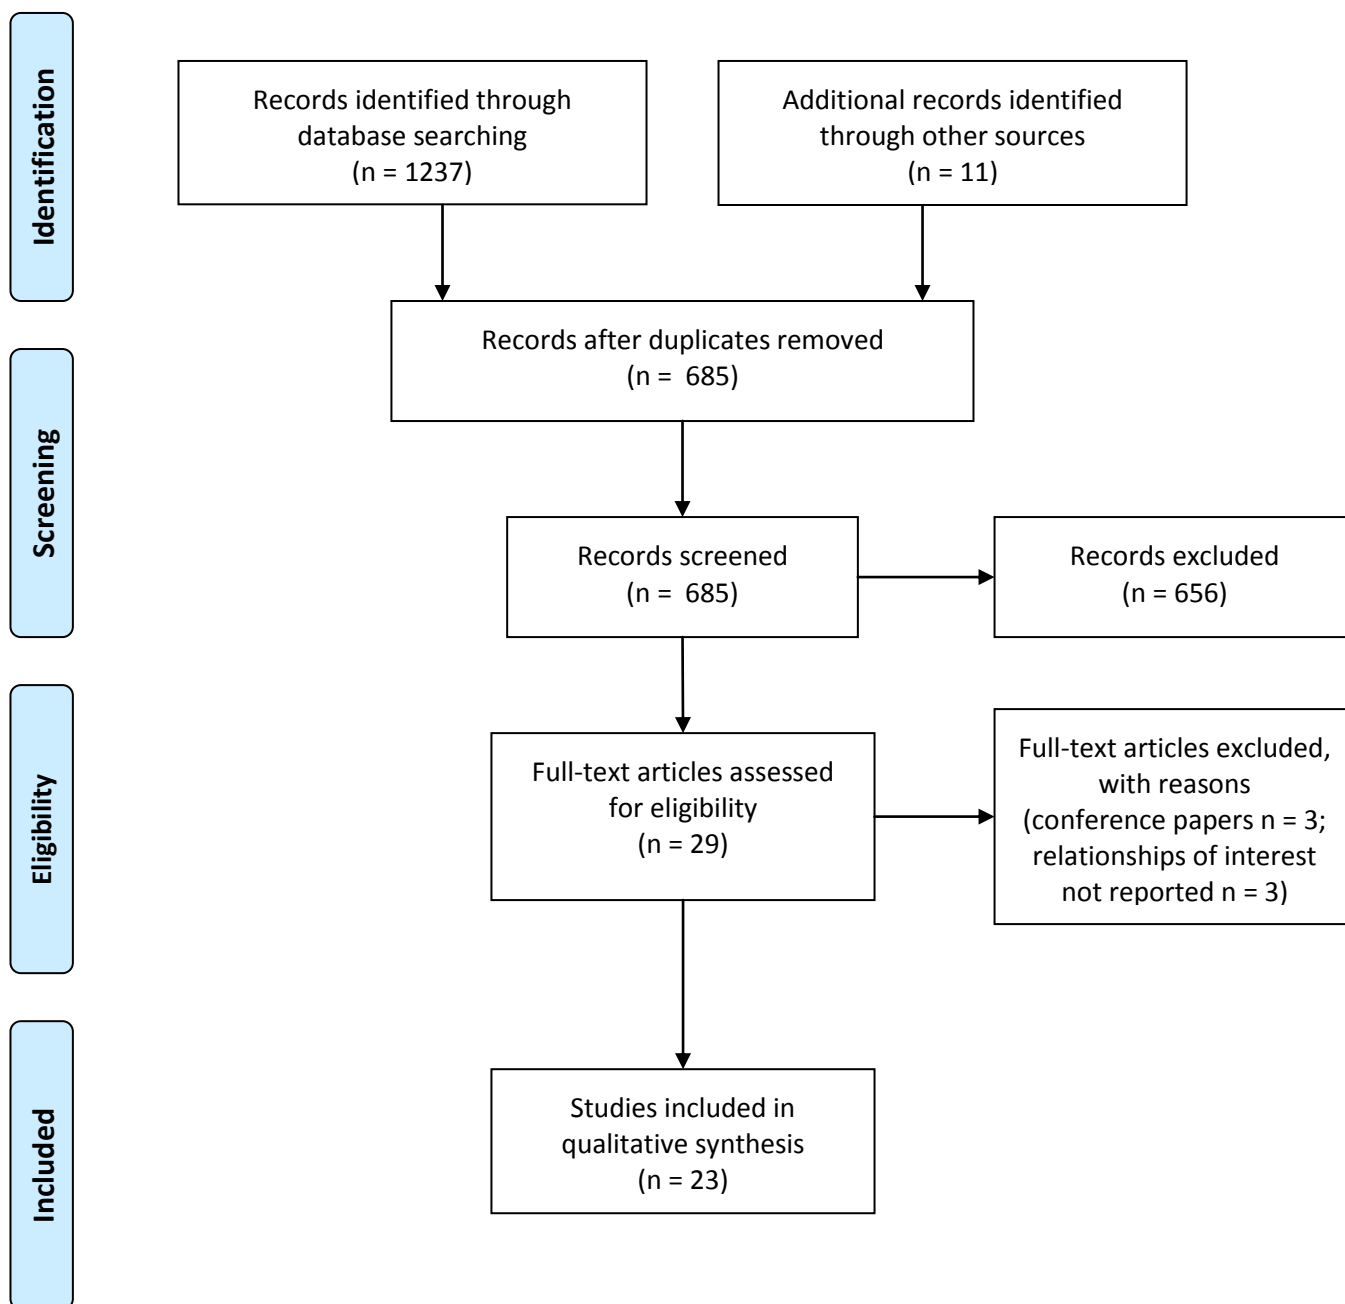 Identification
Records identified through
database searching
(n = 1237)
Additional records identified
through other sources
(n = 11)
Records after duplicates removed
(n =  685)
Screening
Records screened
(n =  685)
Records excluded
(n = 656)
Eligibility
Full-text articles assessed
for eligibility
(n = 29)
Full-text articles excluded,
with reasons
(conference papers n = 3;
relationships of interest
not reported n = 3)
Included
Studies included in
qualitative synthesis
(n = 23)